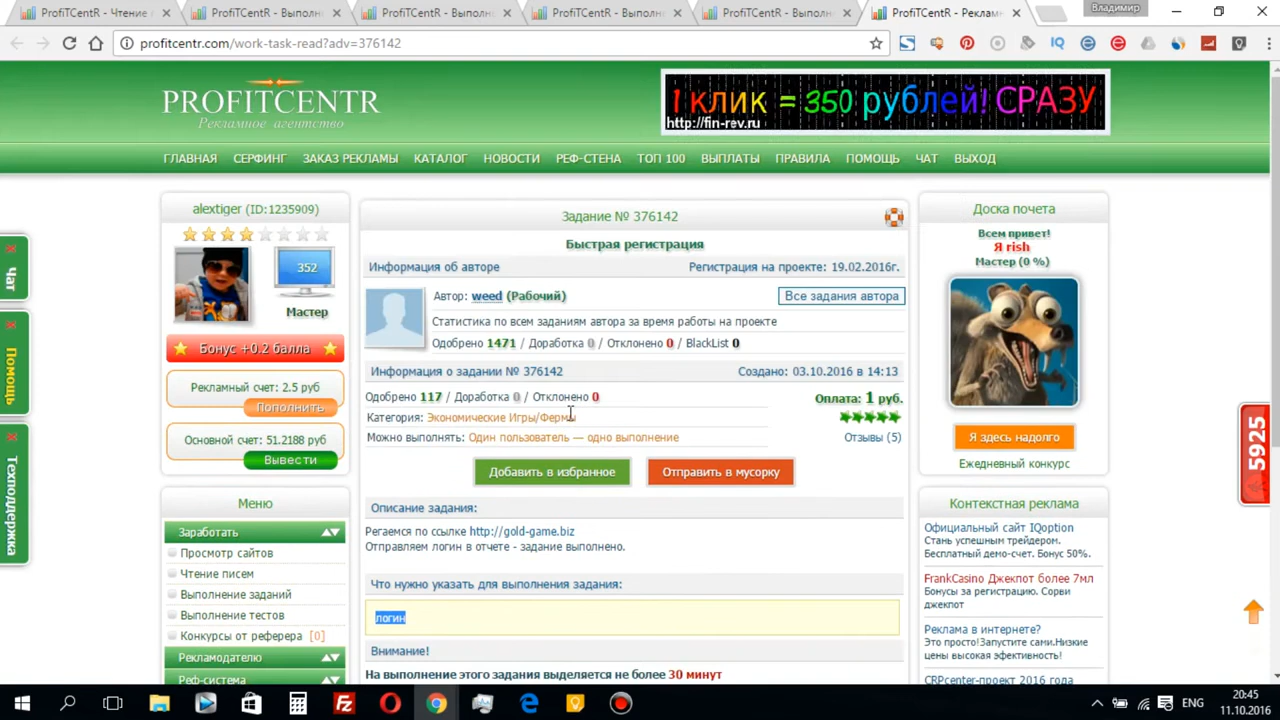 ProfiTCentR - Чтение
ProfiTCentR - Выполн
ProfiTCentR - Выполн
ProfiTCentR - Выполн
ProfiTCentR - Выполн
ProfiTCentR - Реклам
Владимир
profitcentr.com/work-task-read?adv=376142
PROFITCENTR
Рекламное агентство
1 клик = 350 рублей! СРАЗУ
http://fin-rev.ru
ГЛАВНАЯ СЕРФИНГ ЗАКАЗ РЕКЛАМЫ КАТАЛОГ НОВОСТИ РЕФ-СТЕНА ТОП 100 ВЫПЛАТЫ ПРАВИЛА ПОМОЩЬ ЧАТ ВЫХОД
Чат
Помощь
Техподдержка
alextiger (ID:1235909)
352
Мастер
Бонус +0.2 балла
Рекламный счет: 2.5 руб
Пополнить
Основной счет: 51.2188 руб
Вывести
Меню
Заработать
Просмотр сайтов
Чтение писем
Выполнение заданий
Выполнение тестов
Конкурсы от реферера [0]
Рекламодателю
Реф-система
Задание № 376142
Быстрая регистрация
Информация об авторе Регистрация на проекте: 19.02.2016г.
Автор: weed (Рабочий) Все задания автора
Статистика по всем заданиям автора за время работы на проекте
Одобрено 1471 / Доработка 0 / Отклонено 0 / BlackList 0
Информация о задании № 376142 Создано: 03.10.2016 в 14:13
Одобрено 117 / Доработка 0 / Отклонено 0 Оплата: 1 руб.
Категория: Экономические Игры/Фермы
Можно выполнять: Один пользователь — одно выполнение Отзывы (5)
Добавить в избранное Отправить в мусорку
Описание задания:
Регаемся по ссылке http://gold-game.biz
Отправляем логин в отчете - задание выполнено.
Что нужно указать для выполнения задания:
логин
Внимание!
На выполнение этого задания выделяется не более 30 минут
Доска почета
Всем привет!
Я rish
Мастер (0 %)
Я здесь надолго
Ежедневный конкурс
Контекстная реклама
Официальный сайт IQoption
Стань успешным трейдером.
Бесплатный демо-счет. Бонус 50%.
FrankCasino Джекпот более 7мл
Бонусы за регистрацию. Сорви
джекпот
Реклама в интернете?
Это просто!Запустите сами.Низкие
цены высокая эфективность!
CRPcenter-проект 2016 года
5925
ENG
20:45
11.10.2016